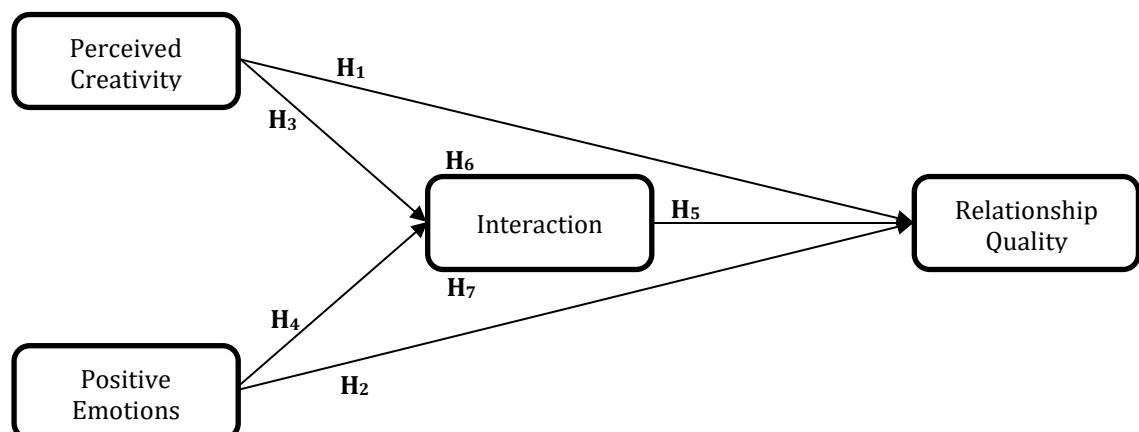 Perceived
Creativity
H1
H3
H6
Interaction
H5
Relationship
Quality
H7
H4
Positive
Emotions
H2